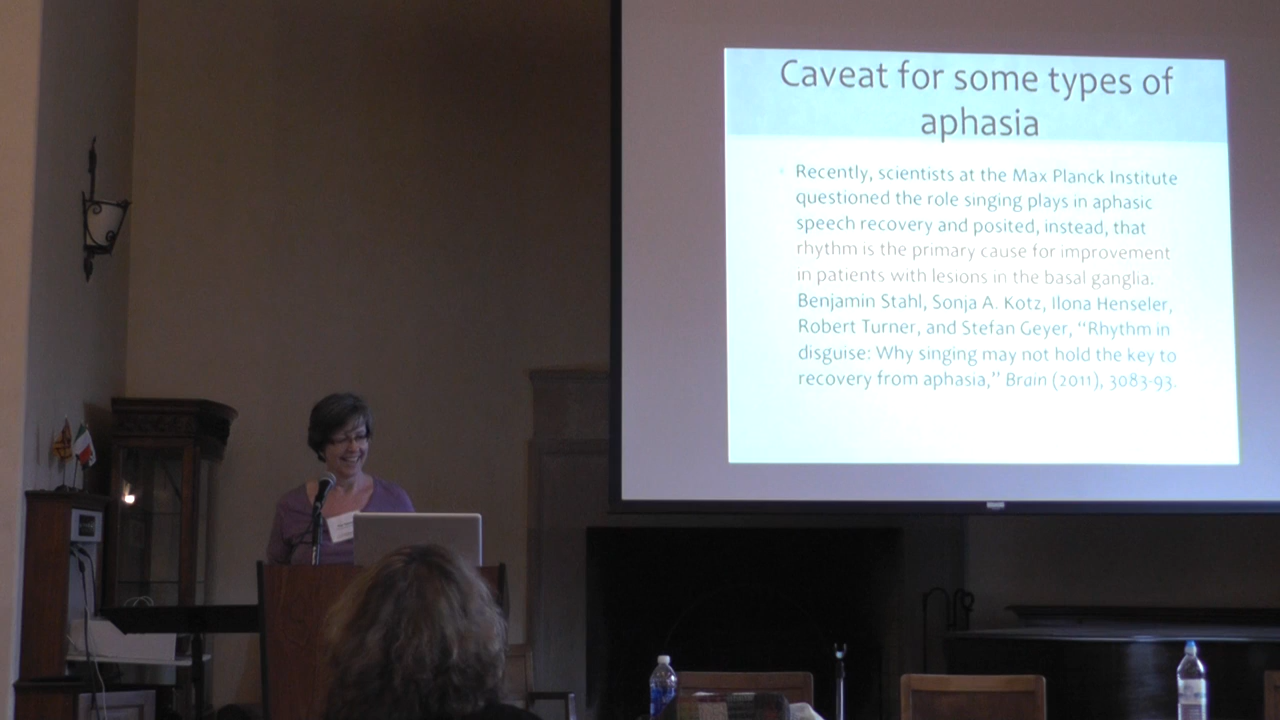 Caveat for some types of
aphasia
Recently, scientists at the Max Planck Institute
questioned the role singing plays in aphasic
speech recovery and posited, instead, that
rhythm is the primary cause for improvement
in patients with lesions in the basal ganglia.
Benjamin Stahl, Sonja A. Kotz, Ilona Henseler,
Robert Turner, and Stefan Geyer, “Rhythm in
disguise: Why singing may not hold the key to
recovery from aphasia,” Brain (2011), 3083-93.